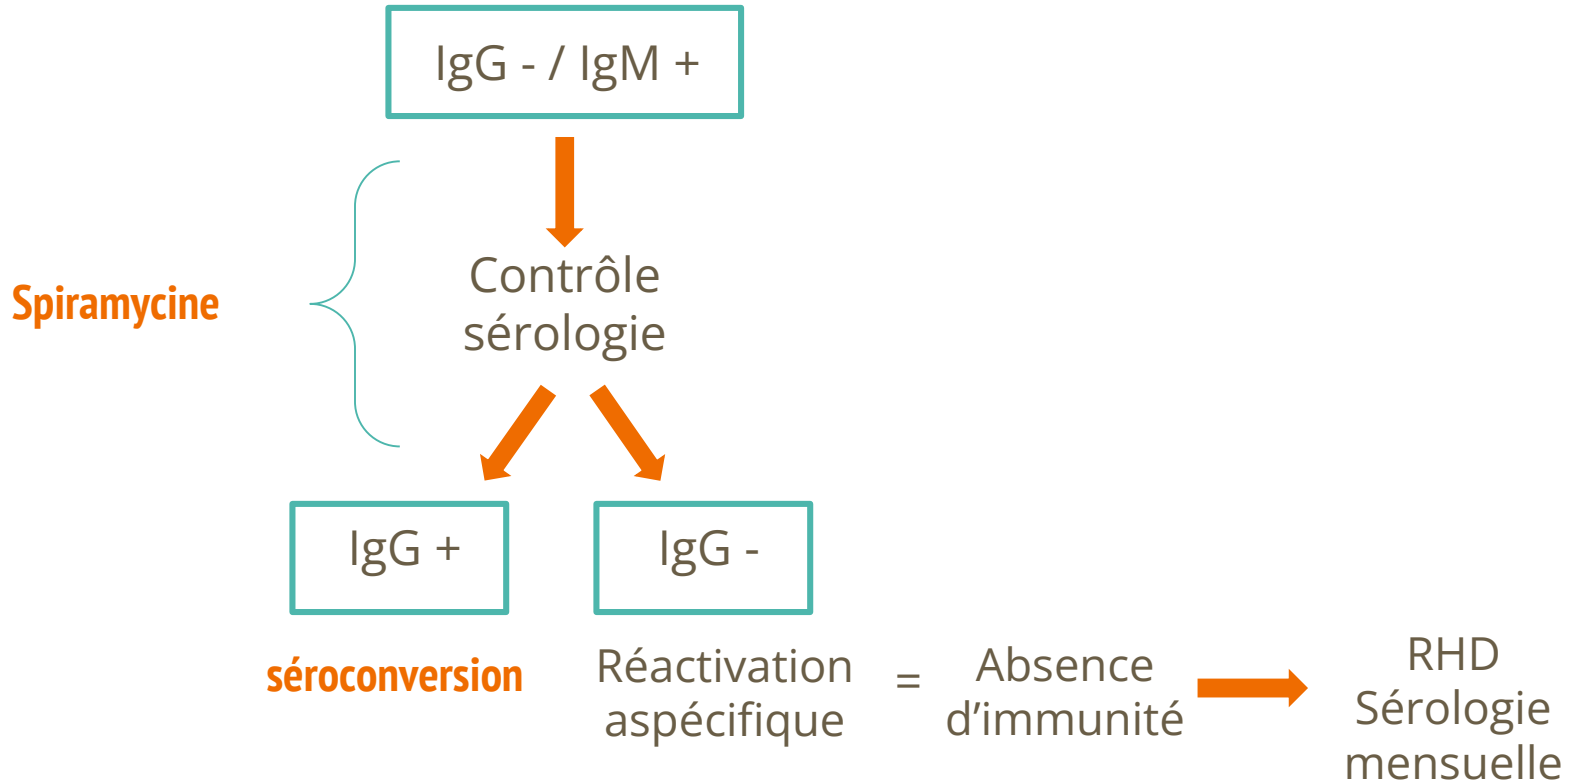 IgG - / IgM +
Spiramycine
Contrôle
sérologie
IgG +
IgG -
séroconversion
Réactivation
aspécifique
=
Absence
d’immunité
RHD
Sérologie
mensuelle